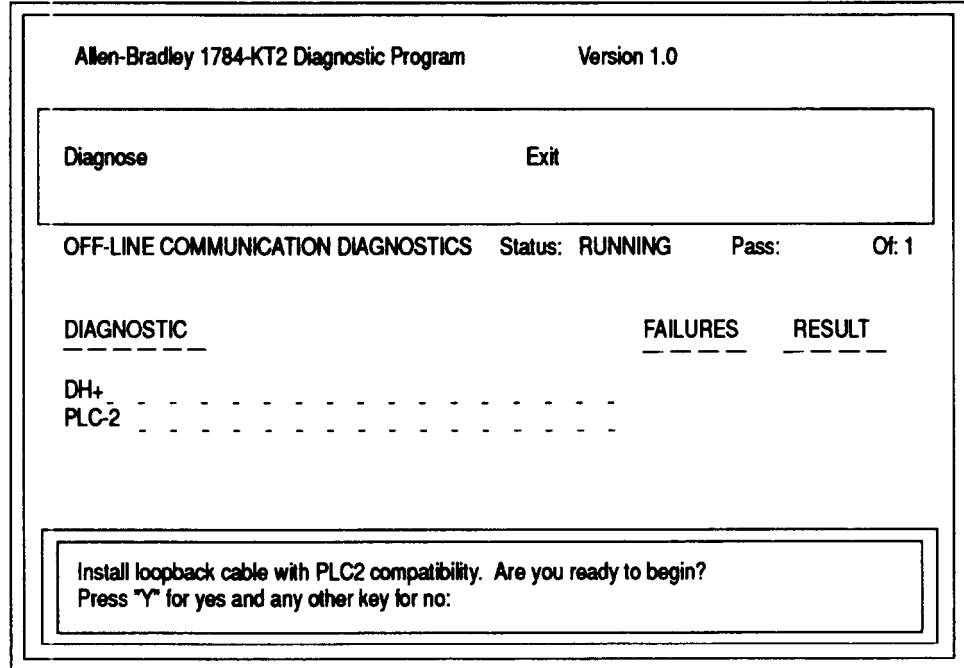 Allen-Bradley 1784-KT2 Diagnostic Program Version 1.0
Diagnose Exit
OFF-LINE COMMUNICATION DIAGNOSTICS Status: RUNNING Pass: Of: 1
DIAGNOSTIC FAILURES RESULT
DH+
PLC-2
Install loopback cable with PLC2 compatibility. Are you ready to begin?
Press "Y" for yes and any other key for no: